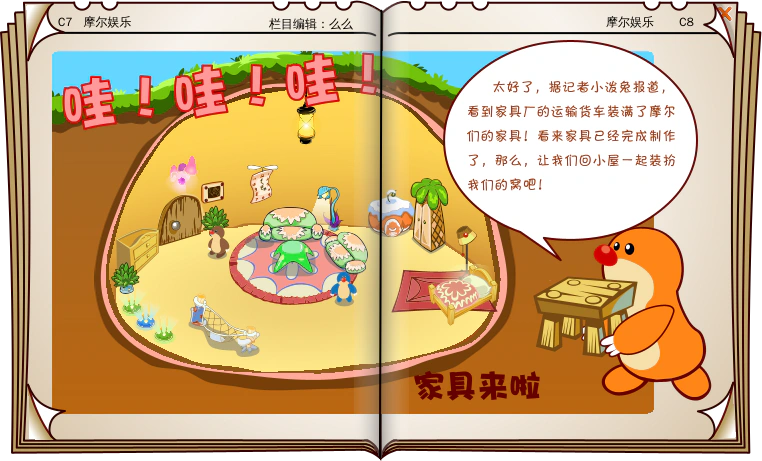 C7 摩尔娱乐
栏目编辑：么么
摩尔娱乐 C8
哇！哇！哇！
太好了，据记者小泼兔报道，
看到家具厂的运输货车装满了摩尔
们的家具！看来家具已经完成制作
了，那么，让我们回小屋一起装扮
我们的窝吧！
家具来啦